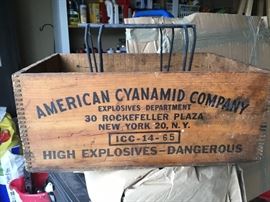 AMERICAN CYANAMID COMPANY
EXPLOSIVES DEPARTMENT
30 ROCKEFELLER PLAZA
NEW YORK 20, N.Y.
ICC-14-65
HIGH EXPLOSIVES-DANGEROUS